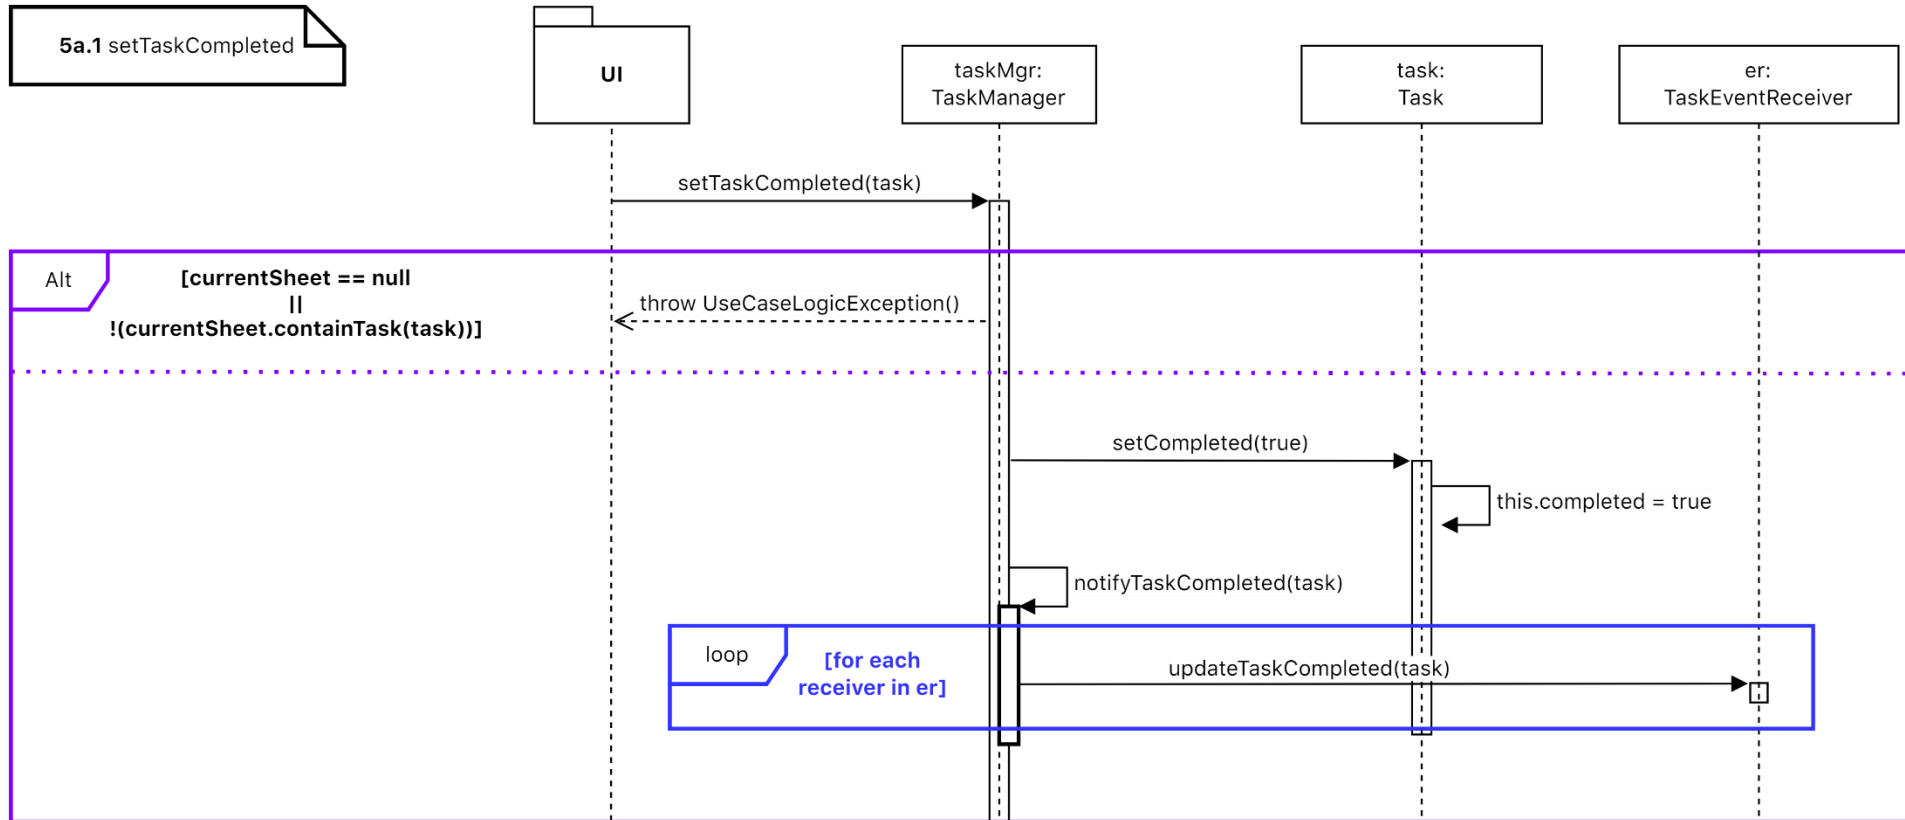 5a.1 setTaskCompleted
UI
taskMgr:
TaskManager
task:
Task
er:
TaskEventReceiver
setTaskCompleted(task)
Alt
[currentSheet == null
||
!(currentSheet.containTask(task))]
throw UseCaseLogicException()
setCompleted(true)
this.completed = true
notifyTaskCompleted(task)
loop
[for each
receiver in er]
updateTaskCompleted(task)